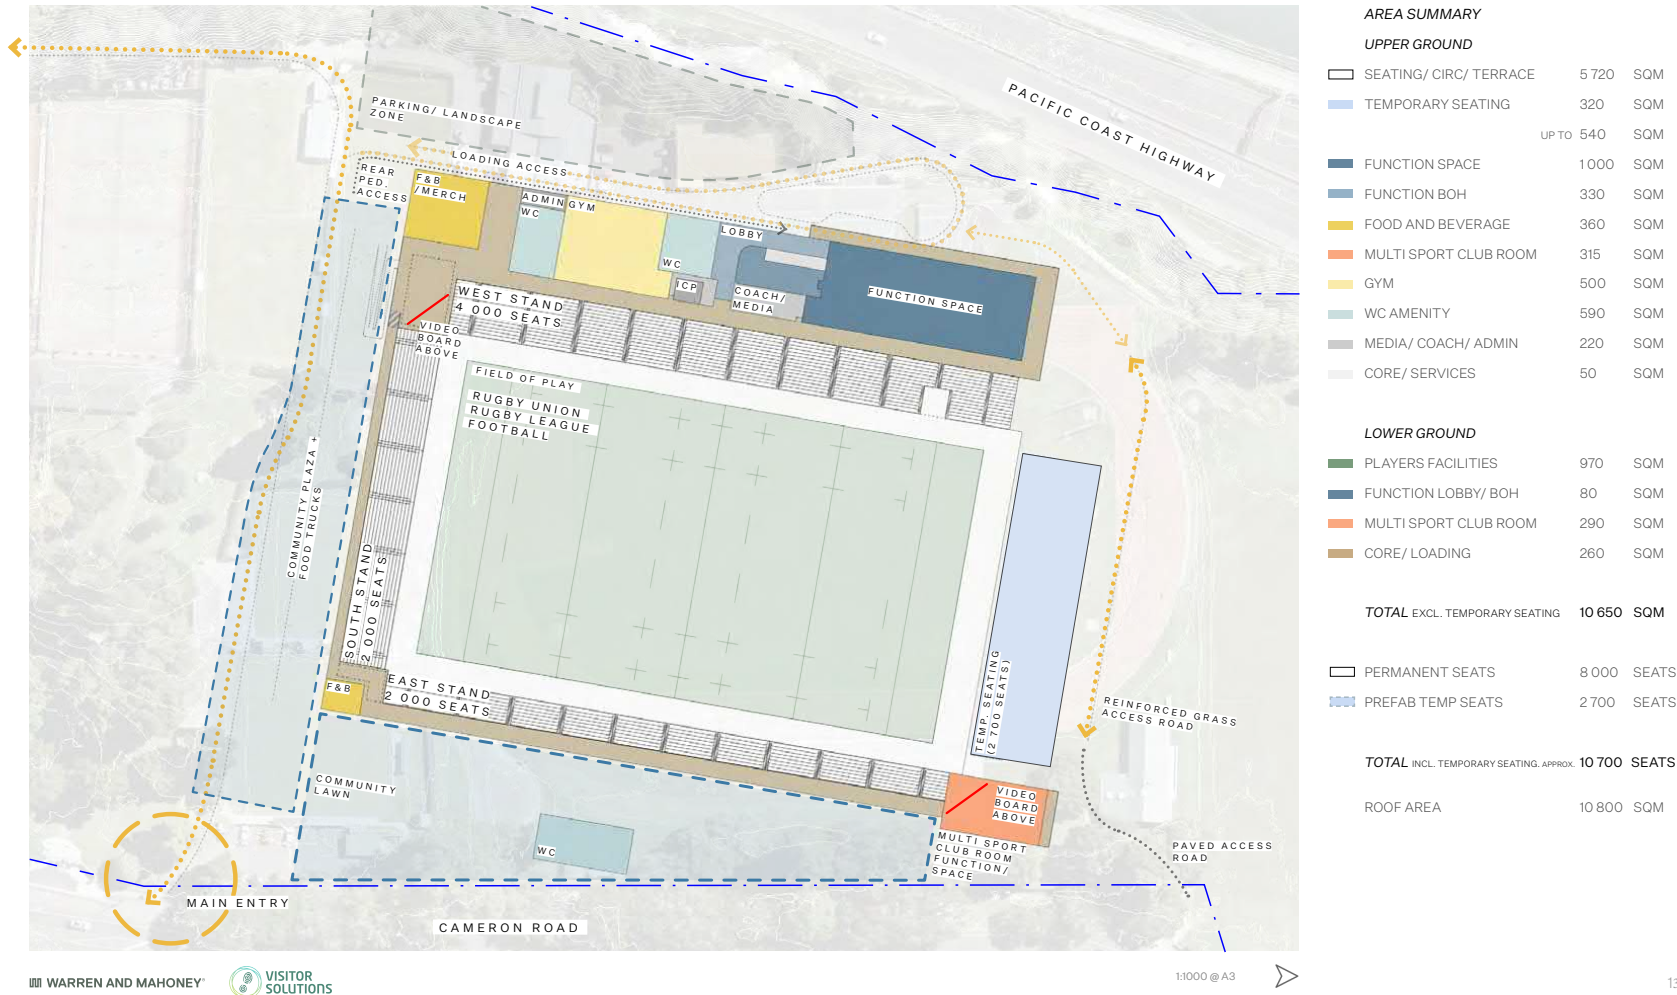 PACIFIC COAST HIGHWAY
PARKING/ LANDSCAPE
ZONE
LOADING ACCESS
REAR
PED.
ACCESS
F&B
/MERCH
ADMIN
GYM
WC
LOBBY
WC
ICP
COACH/
MEDIA
FUNCTION SPACE
WEST STAND
4 000 SEATS
VIDEO
BOARD
ABOVE
FIELD OF PLAY
RUGBY UNION
RUGBY LEAGUE
FOOTBALL
COMMUNITY PLAZA +
FOOD TRUCKS
SOUTH STAND
2 000 SEATS
F&B
EAST STAND
2 000 SEATS
TEMP. SEATING
(2 700 SEATS)
REINFORCED GRASS
ACCESS ROAD
COMMUNITY
LAWN
WC
VIDEO
BOARD
ABOVE
MULTI SPORT
CLUB ROOM
FUNCTION/
SPACE
PAVED ACCESS
ROAD
MAIN ENTRY
CAMERON ROAD
AREA SUMMARY
UPPER GROUND
SEATING/ CIRC/ TERRACE 5 720 SQM
TEMPORARY SEATING 320 SQM
UP TO 540 SQM
FUNCTION SPACE 1 000 SQM
FUNCTION BOH 330 SQM
FOOD AND BEVERAGE 360 SQM
MULTI SPORT CLUB ROOM 315 SQM
GYM 500 SQM
WC AMENITY 590 SQM
MEDIA/ COACH/ ADMIN 220 SQM
CORE/ SERVICES 50 SQM
LOWER GROUND
PLAYERS FACILITIES 970 SQM
FUNCTION LOBBY/ BOH 80 SQM
MULTI SPORT CLUB ROOM 290 SQM
CORE/ LOADING 260 SQM
TOTAL EXCL. TEMPORARY SEATING 10 650 SQM
PERMANENT SEATS 8 000 SEATS
PREFAB TEMP SEATS 2 700 SEATS
TOTAL INCL. TEMPORARY SEATING. APPROX. 10 700 SEATS
ROOF AREA 10 800 SQM
WARREN AND MAHONEY®
VISITOR
SOLUTIONS
1:1000 @ A3